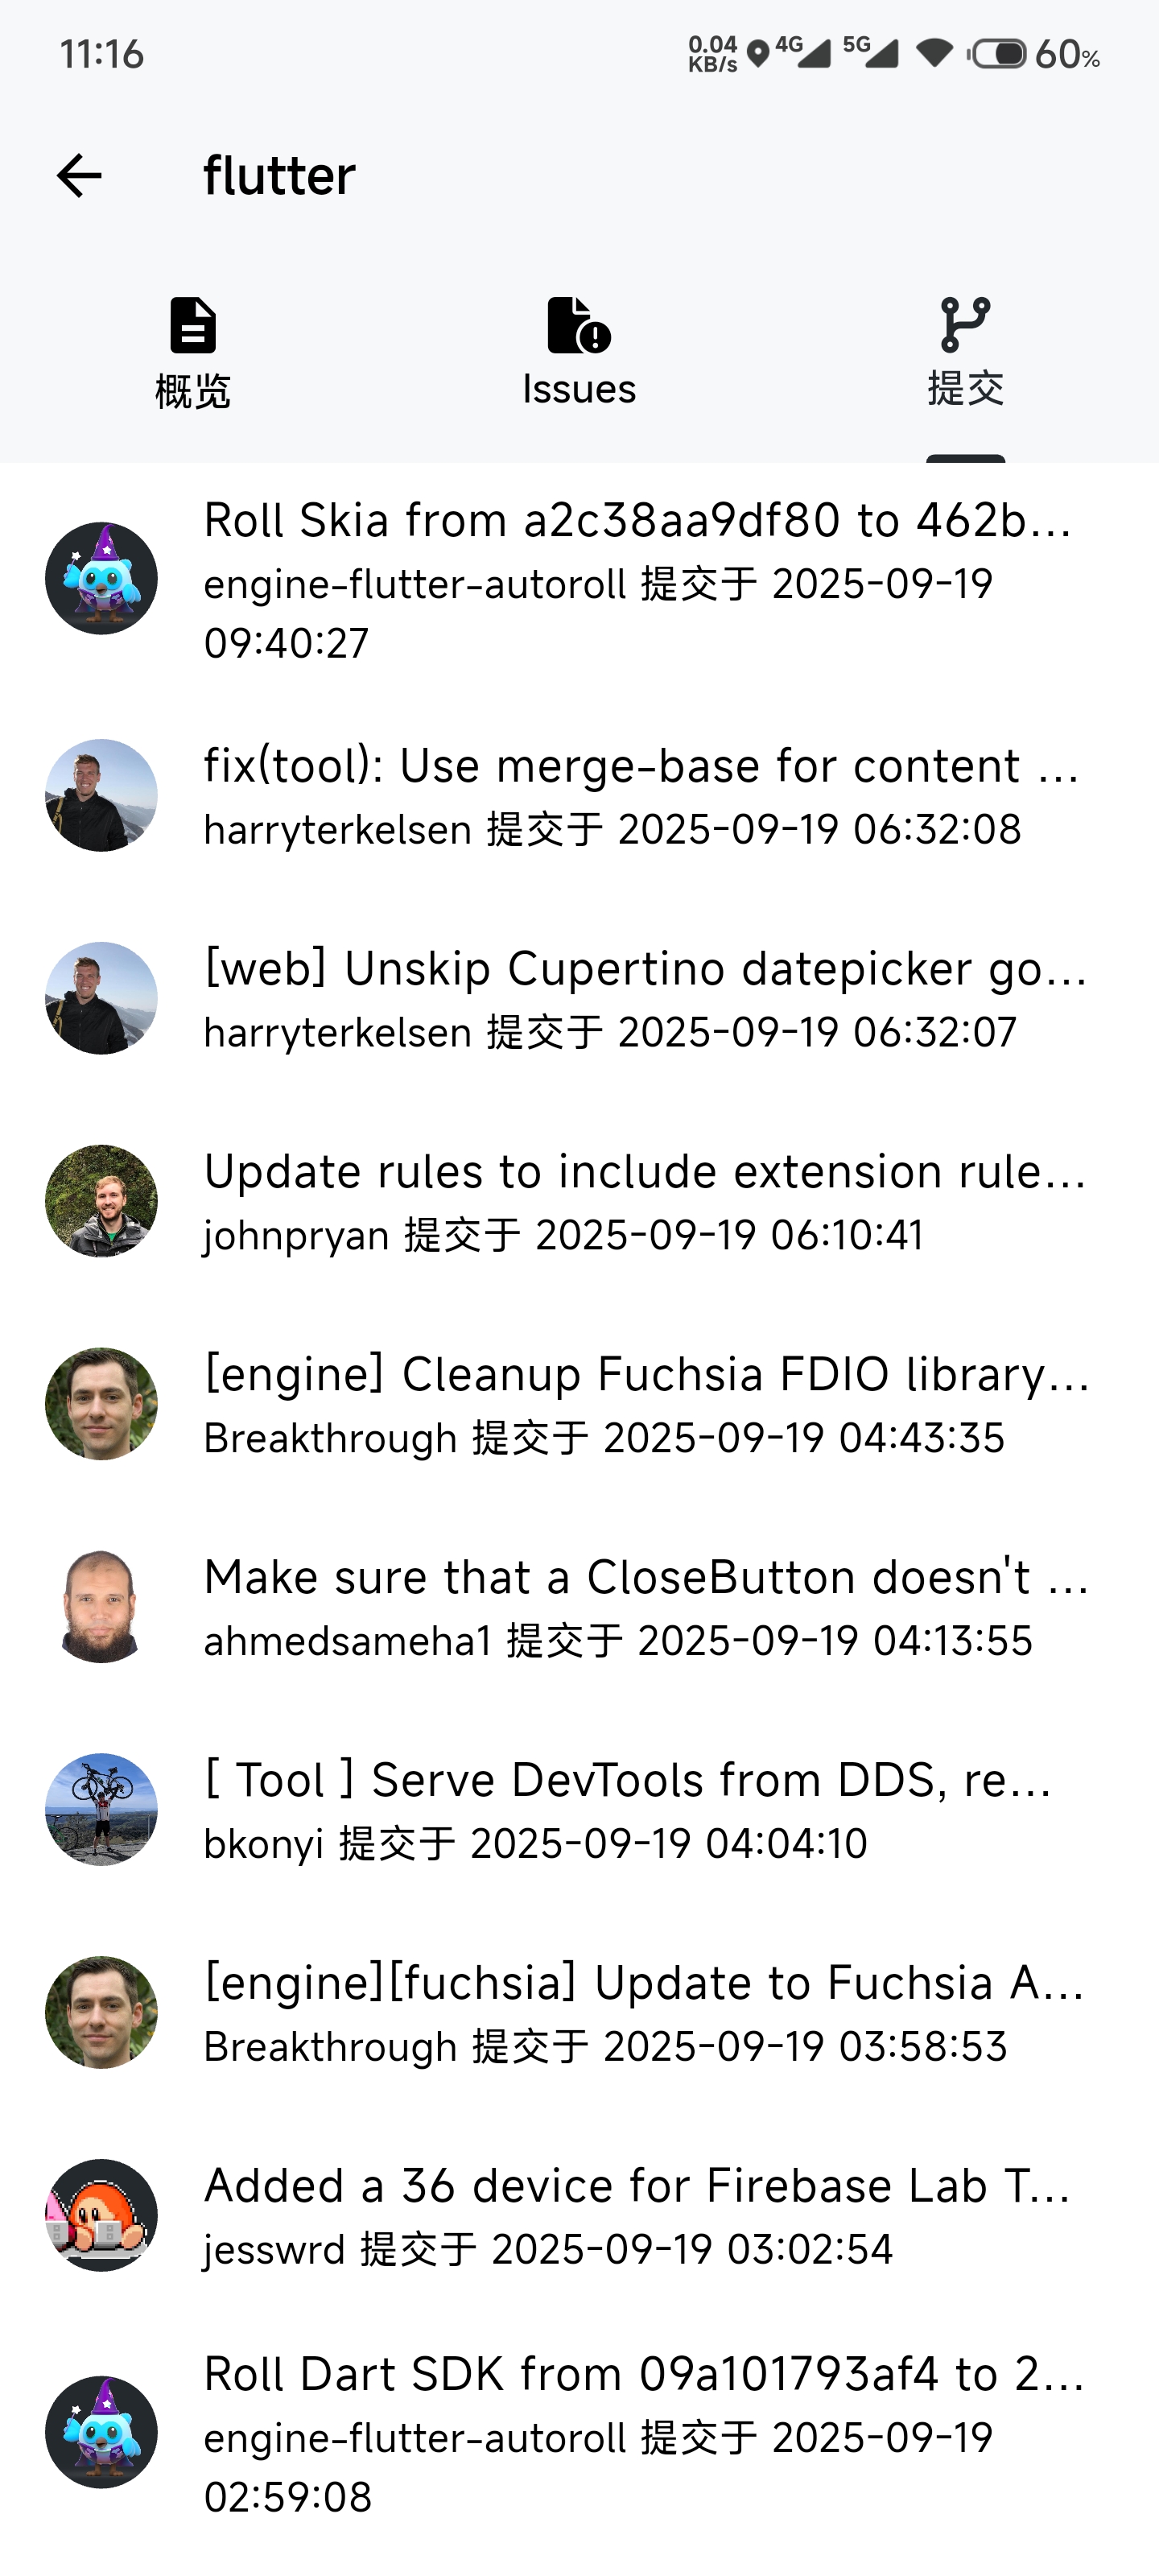 11:16
0.04
KB/s
4G
5G
60%
flutter
概览
Issues
提交
Roll Skia from a2c38aa9df80 to 462b...
engine-flutter-autoroll 提交于 2025-09-19
09:40:27
fix(tool): Use merge-base for content ...
harryterkelsen 提交于 2025-09-19 06:32:08
[web] Unskip Cupertino datepicker go...
harryterkelsen 提交于 2025-09-19 06:32:07
Update rules to include extension rule...
johnpryan 提交于 2025-09-19 06:10:41
[engine] Cleanup Fuchsia FDIO library...
Breakthrough 提交于 2025-09-19 04:43:35
Make sure that a CloseButton doesn't ...
ahmedsameha1 提交于 2025-09-19 04:13:55
[ Tool ] Serve DevTools from DDS, re...
bkonyi 提交于 2025-09-19 04:04:10
[engine][fuchsia] Update to Fuchsia A...
Breakthrough 提交于 2025-09-19 03:58:53
Added a 36 device for Firebase Lab T...
jesswrd 提交于 2025-09-19 03:02:54
Roll Dart SDK from 09a101793af4 to 2...
engine-flutter-autoroll 提交于 2025-09-19
02:59:08